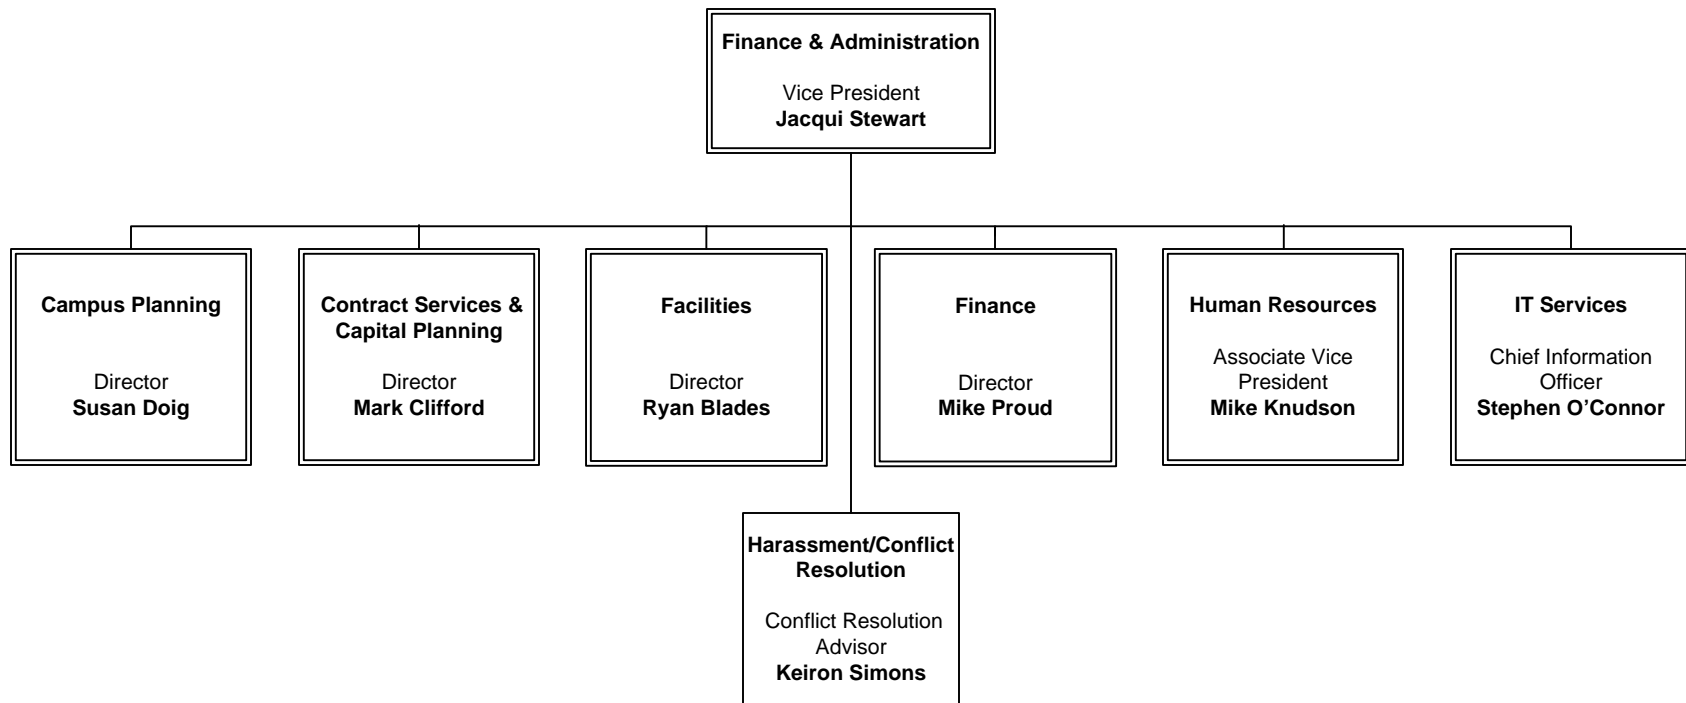 Finance & Administration
Vice President
Jacqui Stewart
Campus Planning
Director
Susan Doig
Contract Services &
Capital Planning
Director
Mark Clifford
Facilities
Director
Ryan Blades
Finance
Director
Mike Proud
Human Resources
Associate Vice
President
Mike Knudson
IT Services
Chief Information
Officer
Stephen O’Connor
Harassment/Conflict
Resolution
Conflict Resolution
Advisor
Keiron Simons